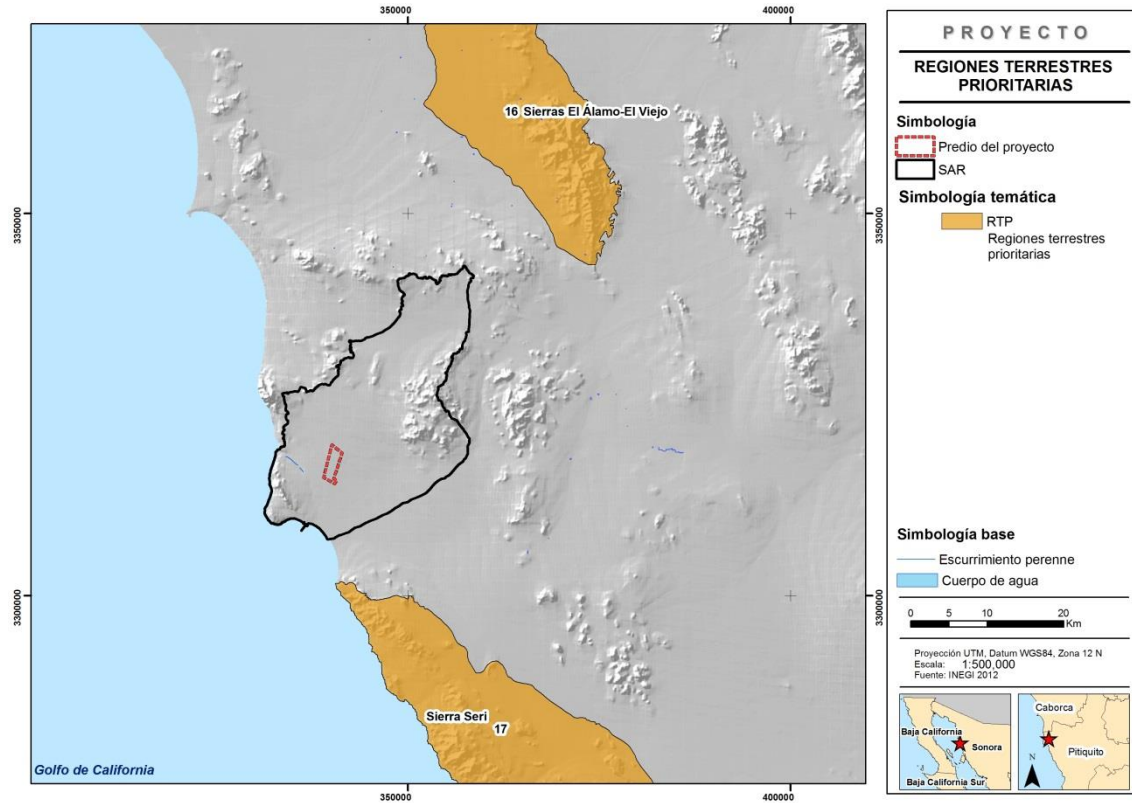 350000
400000
3350000
3350000
3300000
3300000
350000
400000
16 Sierras El Álamo-El Viejo
Sierra Seri
17
Golfo de California
PROYECTO
REGIONES TERRESTRES
PRIORITARIAS
Simbología
Predio del proyecto
SAR
Simbología temática
RTP
Regiones terrestres
prioritarias
Simbología base
Escurrimiento perenne
Cuerpo de agua
0 5 10 20
Km
Proyección UTM, Datum WGS84, Zona 12 N
Escala: 1:500,000
Fuente: INEGI 2012
Baja California
Sonora
Baja California Sur
Caborca
Pitiquito
N